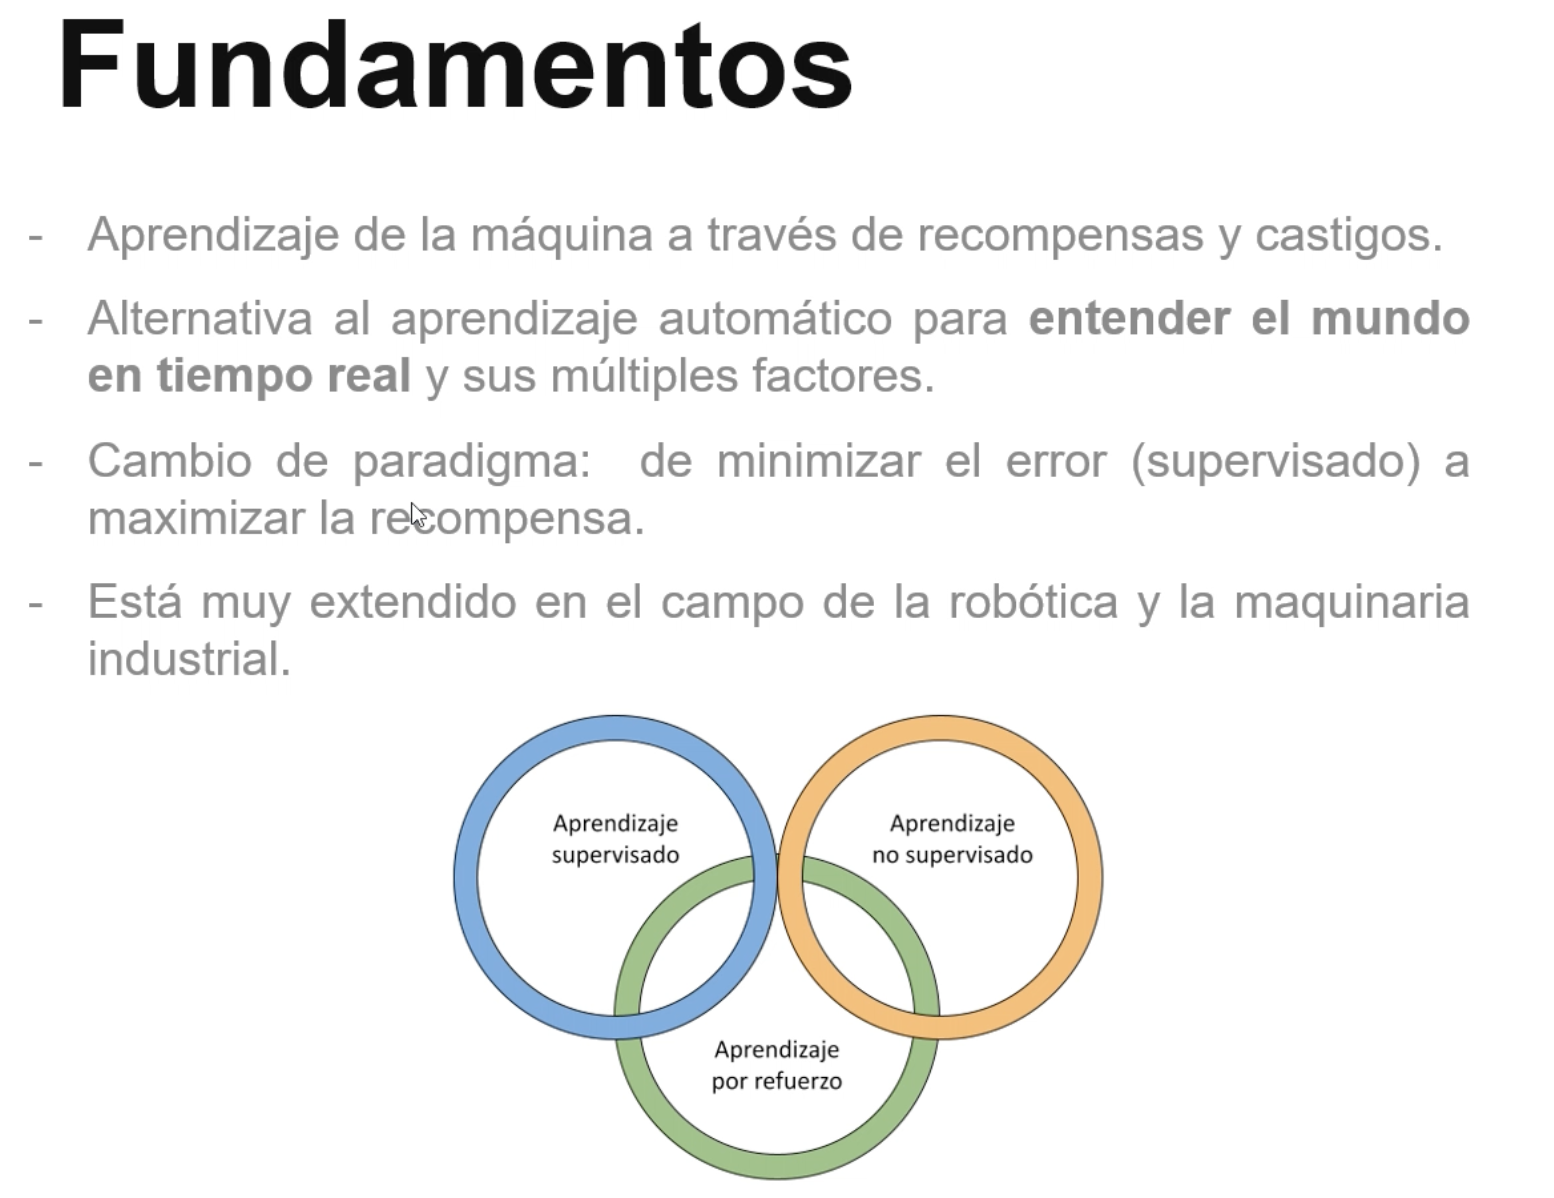 Fundamentos
- Aprendizaje de la máquina a través de recompensas y castigos.
- Alternativa al aprendizaje automático para entender el mundo
en tiempo real y sus múltiples factores.
- Cambio de paradigma: de minimizar el error (supervisado) a
maximizar la recompensa.
- Está muy extendido en el campo de la robótica y la maquinaria
industrial.
Aprendizaje
supervisado
Aprendizaje
no supervisado
Aprendizaje
por refuerzo